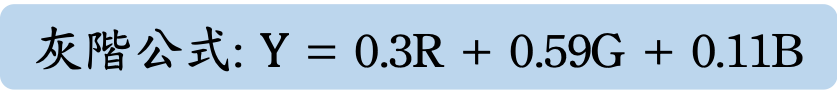 灰階公式: Y = 0.3R + 0.59G + 0.11B